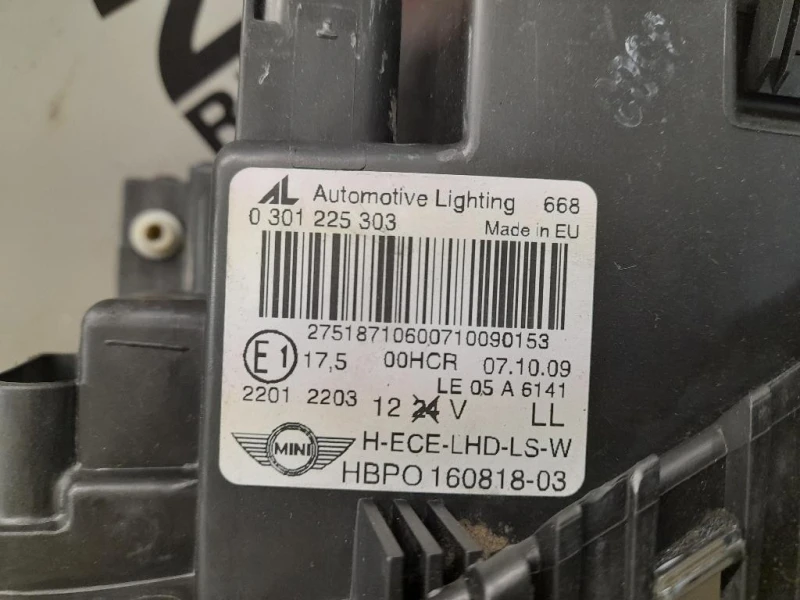 AL Automotive Lighting 668
0 301 225 303 Made in EU
27518710600710090153
E1 17,5 00HCR 07.10.09
LE 05 A 6141
2201 2203 12 24 V LL
MINI H-ECE-LHD-LS-W
HBPO 160818-03